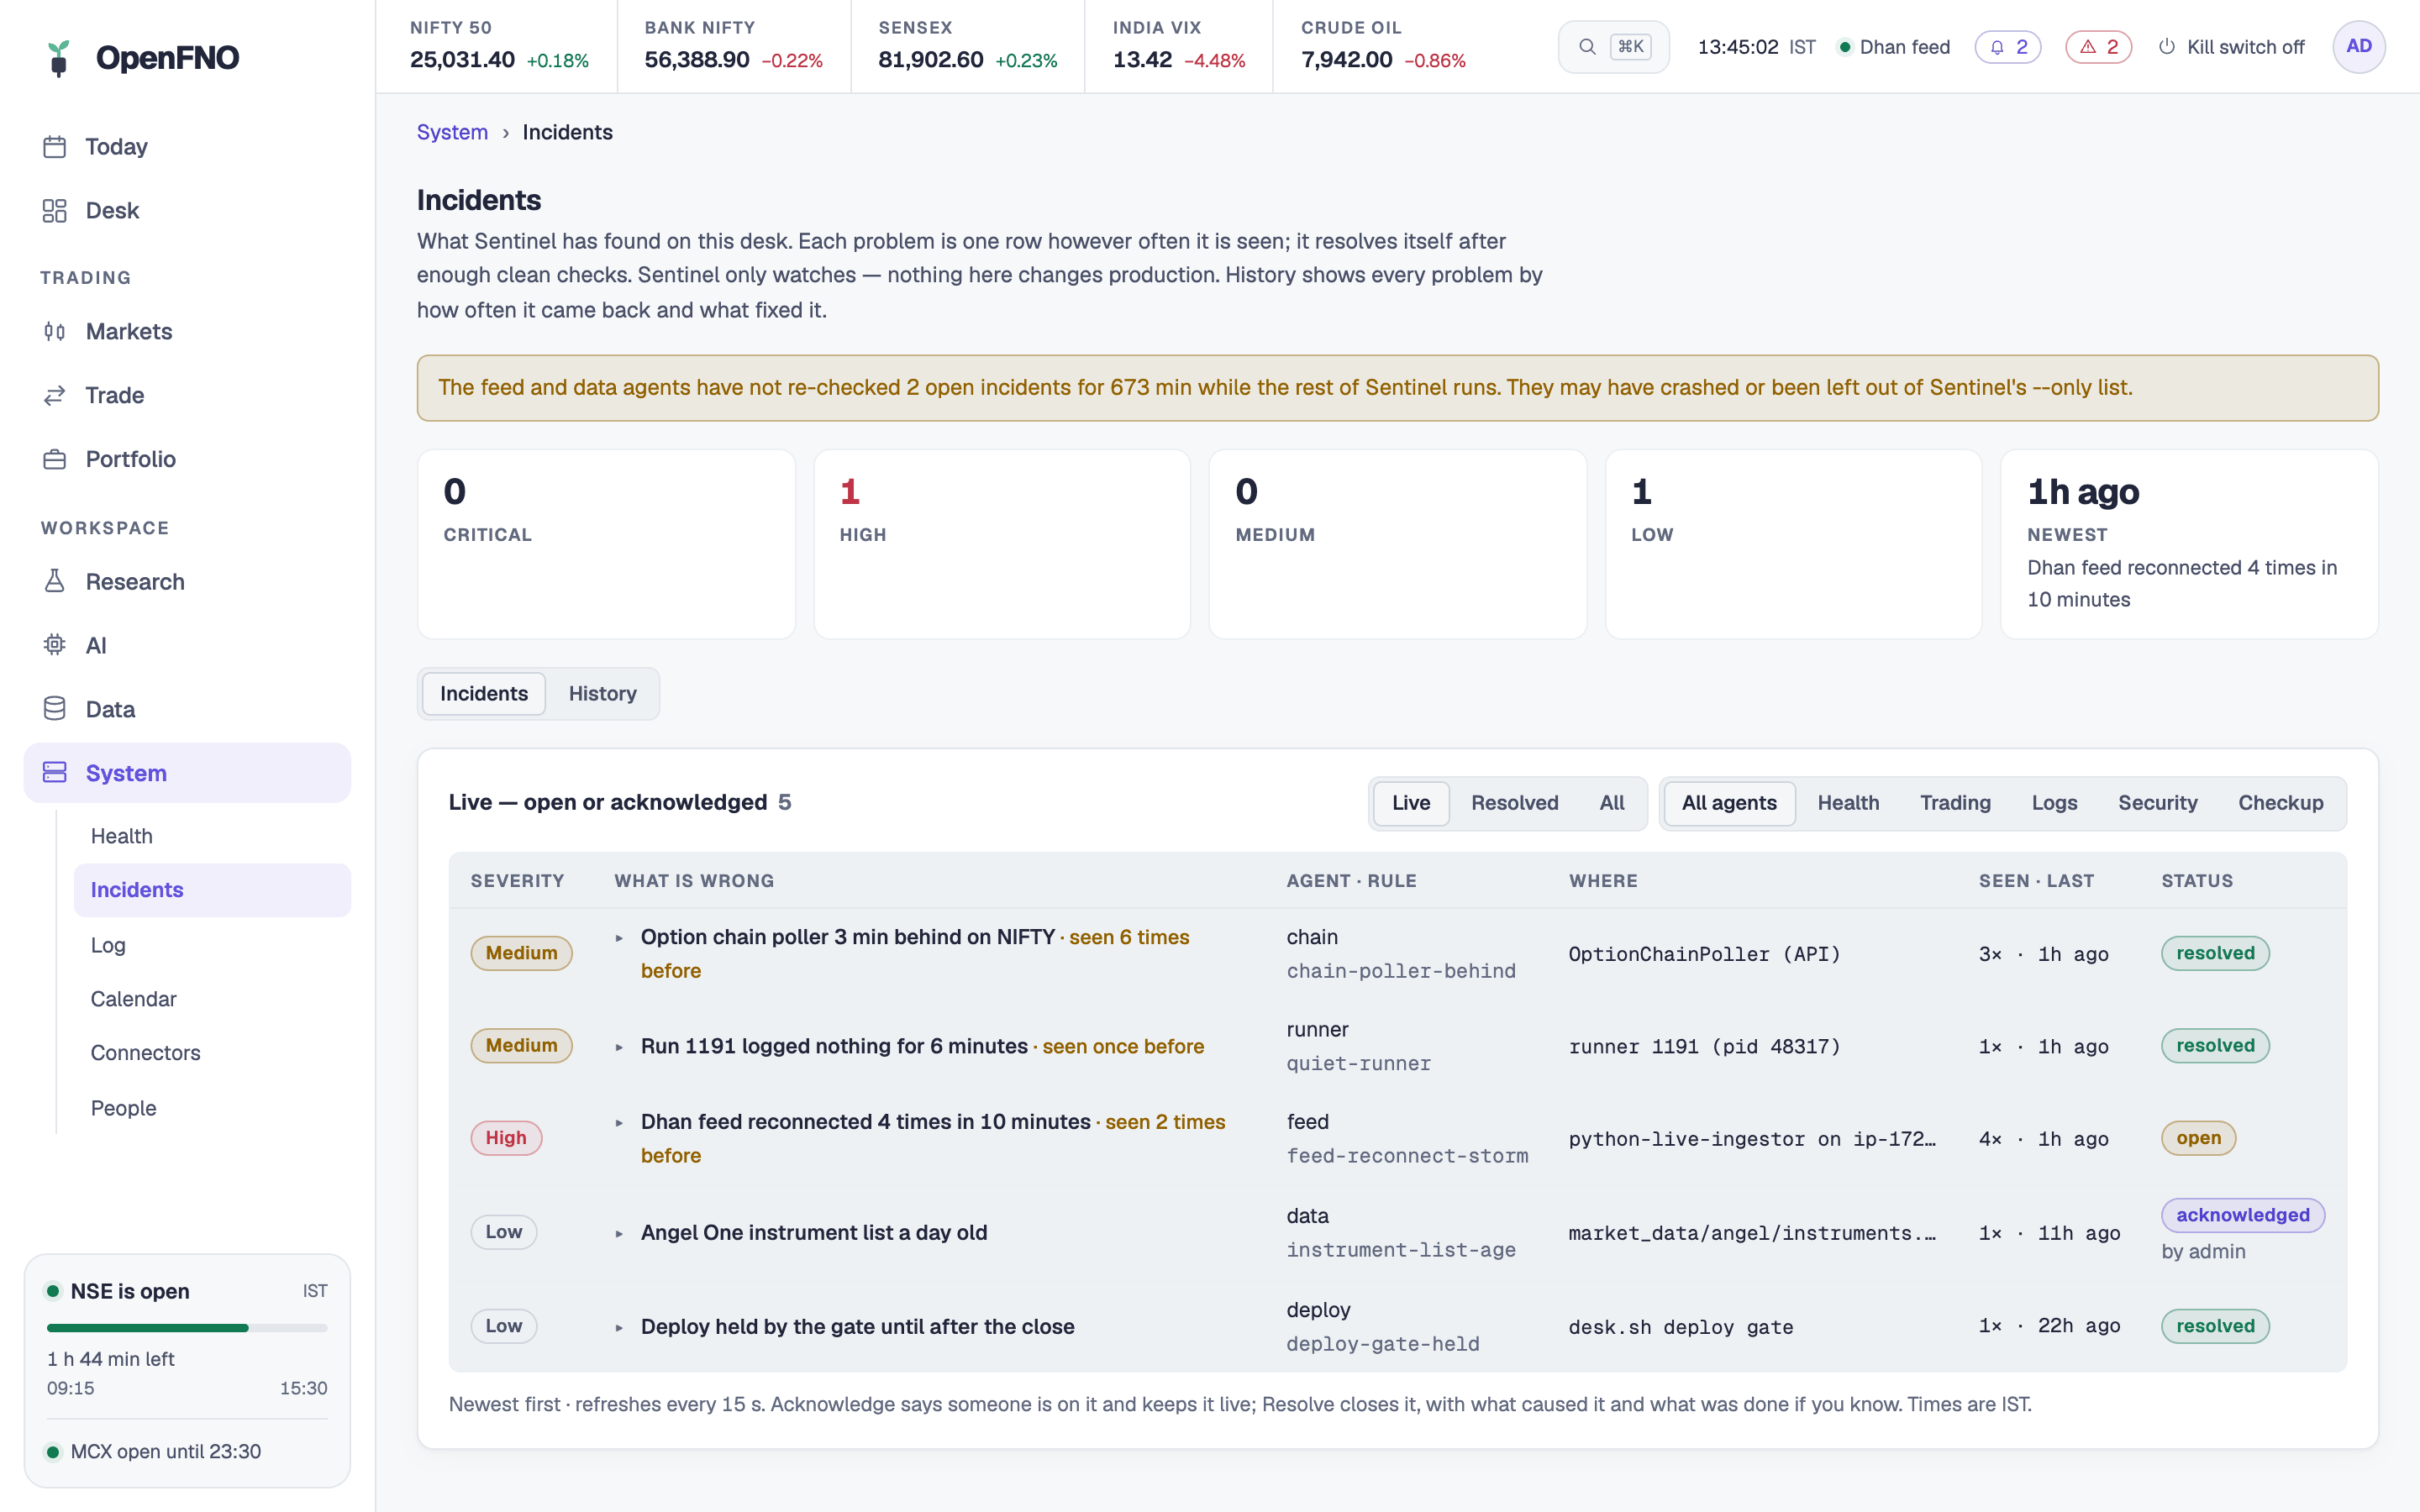 OpenFNO
NIFTY 50
25,031.40 +0.18%
BANK NIFTY
56,388.90 −0.22%
SENSEX
81,902.60 +0.23%
INDIA VIX
13.42 −4.48%
CRUDE OIL
7,942.00 −0.86%
⌘K
13:45:02 IST
Dhan feed
2
2
Kill switch off
AD
Today
Desk
TRADING
Markets
Trade
Portfolio
WORKSPACE
Research
AI
Data
System
Health
Incidents
Log
Calendar
Connectors
People
NSE is open IST
1 h 44 min left
09:15 15:30
MCX open until 23:30
System › Incidents
Incidents
What Sentinel has found on this desk. Each problem is one row however often it is seen; it resolves itself after
enough clean checks. Sentinel only watches — nothing here changes production. History shows every problem by
how often it came back and what fixed it.
The feed and data agents have not re-checked 2 open incidents for 673 min while the rest of Sentinel runs. They may have crashed or been left out of Sentinel's --only list.
0
CRITICAL
1
HIGH
0
MEDIUM
1
LOW
1h ago
NEWEST
Dhan feed reconnected 4 times in
10 minutes
Incidents History
Live — open or acknowledged 5
Live Resolved All
All agents Health Trading Logs Security Checkup
SEVERITY WHAT IS WRONG AGENT · RULE WHERE SEEN · LAST STATUS
Medium
Option chain poller 3 min behind on NIFTY · seen 6 times
before
chain
chain-poller-behind
OptionChainPoller (API)
3× · 1h ago
resolved
Medium
Run 1191 logged nothing for 6 minutes · seen once before
runner
quiet-runner
runner 1191 (pid 48317)
1× · 1h ago
resolved
High
Dhan feed reconnected 4 times in 10 minutes · seen 2 times
before
feed
feed-reconnect-storm
python-live-ingestor on ip-172…
4× · 1h ago
open
Low
Angel One instrument list a day old
data
instrument-list-age
market_data/angel/instruments.…
1× · 11h ago
acknowledged
by admin
Low
Deploy held by the gate until after the close
deploy
deploy-gate-held
desk.sh deploy gate
1× · 22h ago
resolved
Newest first · refreshes every 15 s. Acknowledge says someone is on it and keeps it live; Resolve closes it, with what caused it and what was done if you know. Times are IST.